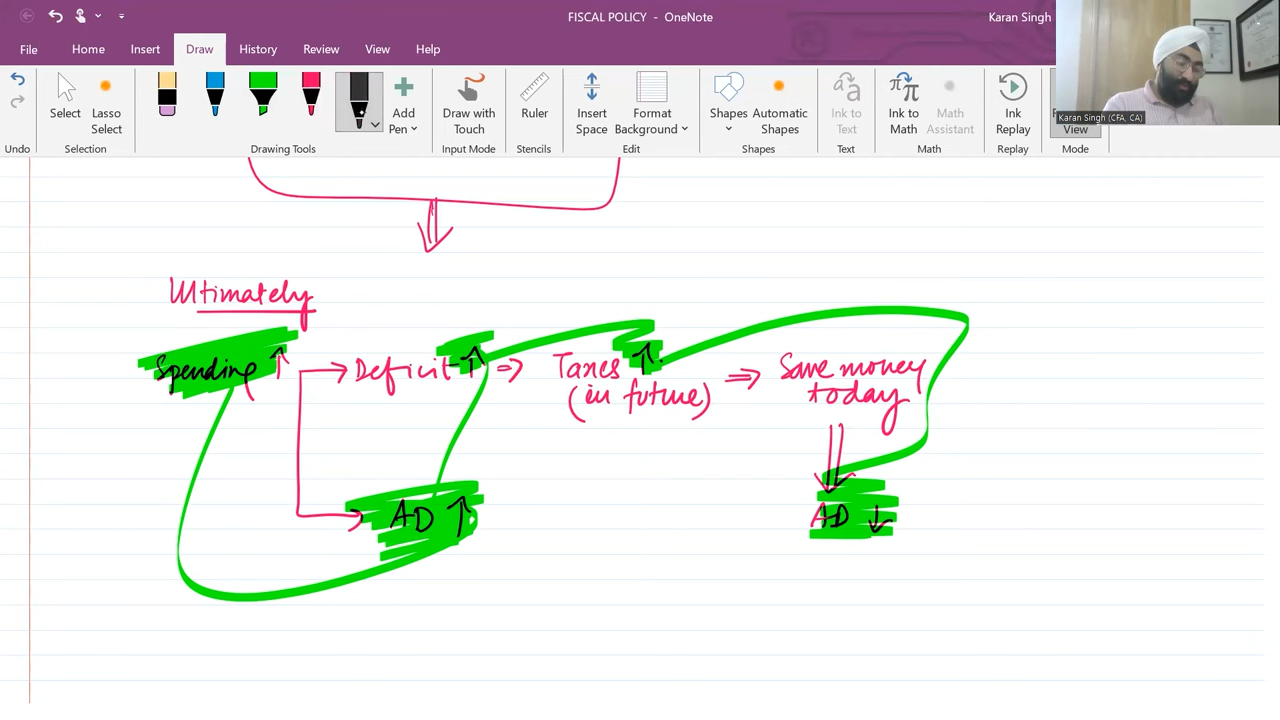 FISCAL POLICY - OneNote
Karan Singh
File Home Insert Draw History Review View Help
Select
Lasso Select
Add Pen
Draw with Touch
Ruler
Insert Space
Format Background
Shapes
Automatic Shapes
Ink to Text
Ink to Math
Math Assistant
Ink Replay
View
Undo
Selection
Drawing Tools
Input Mode
Stencils
Edit
Shapes
Text
Math
Replay
Mode
Karan Singh (CFA, CA)
Ultimately
Spending ↑ → Deficit ↑ ⇒ Taxes ↑ ⇒ Save money
(in future) today
AD ↑ AD ↓